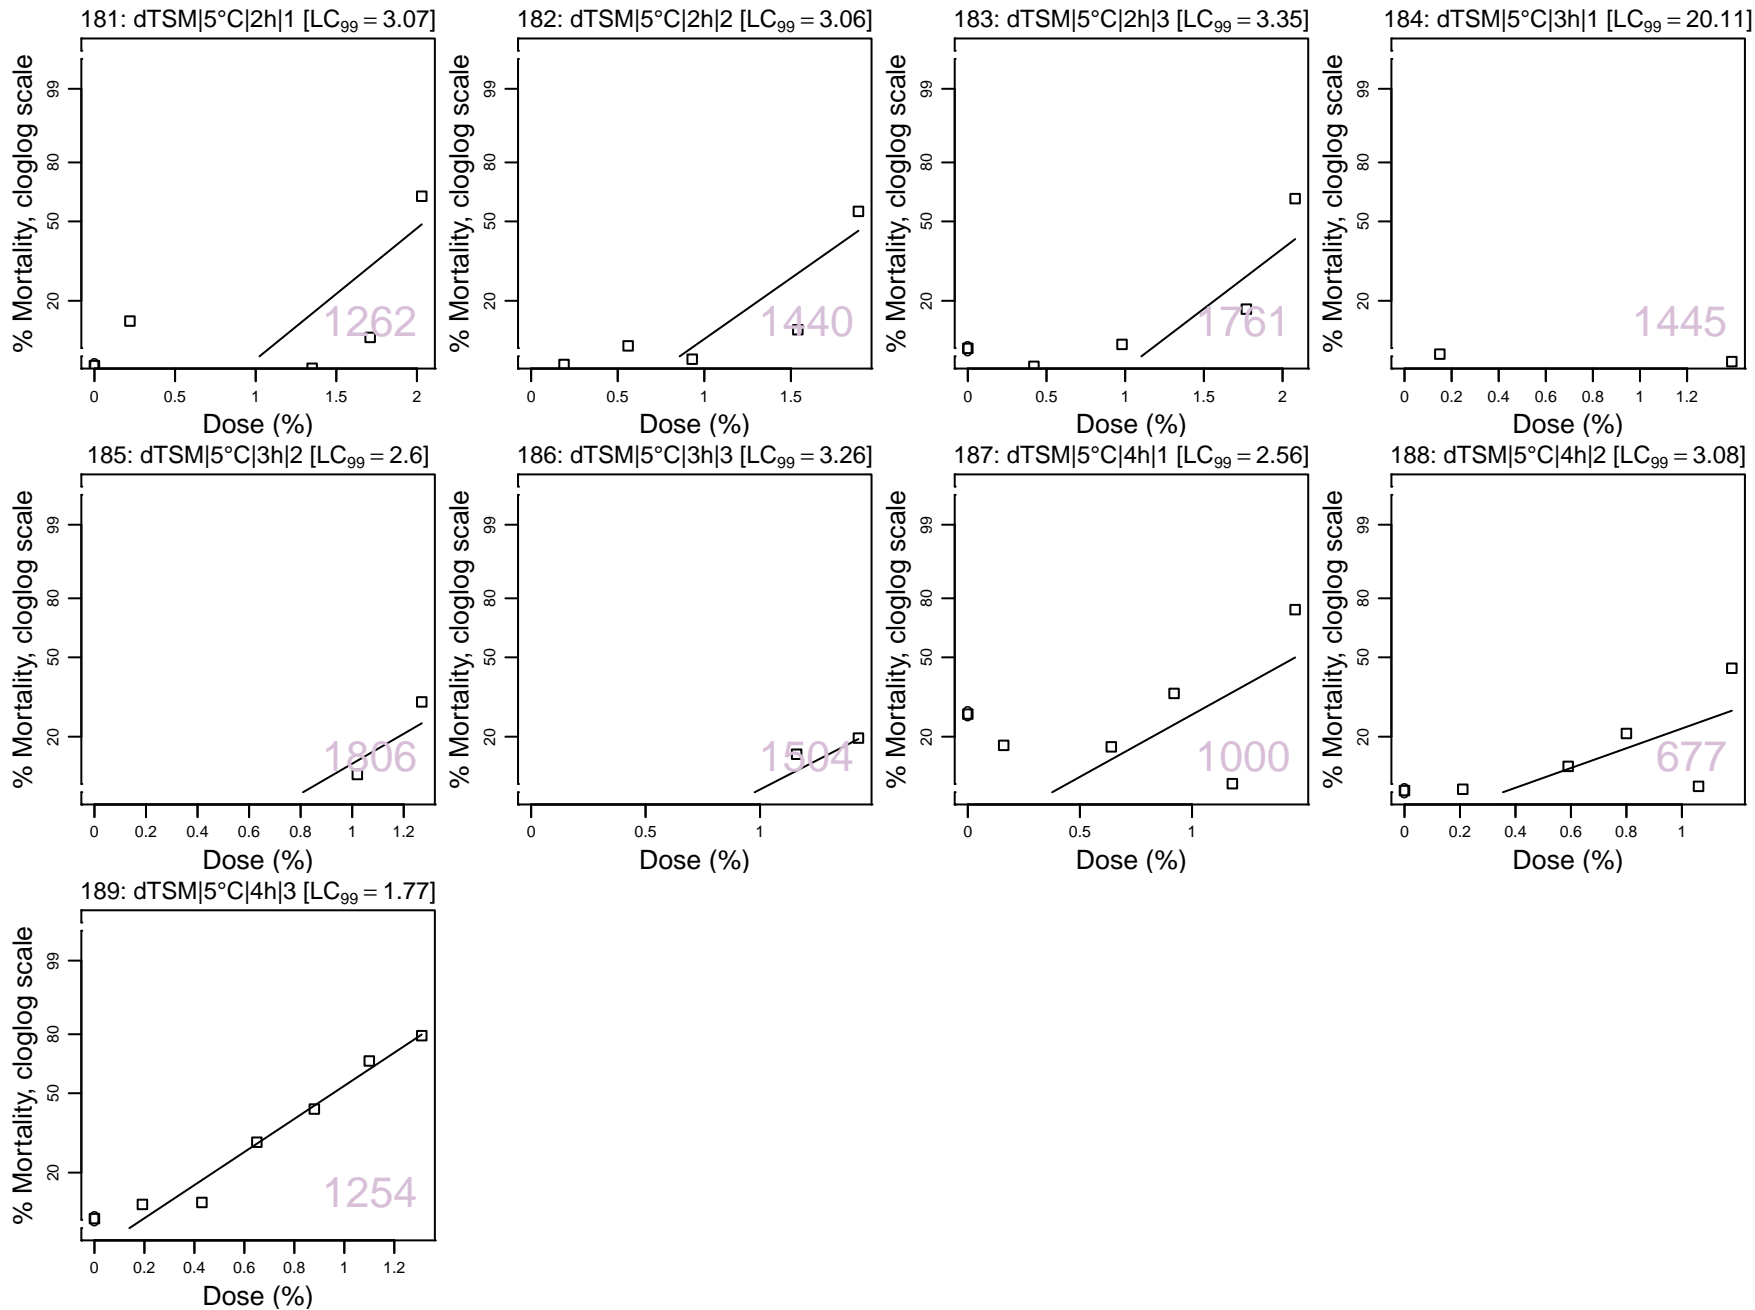 181: dTSM|5°C|2h|1 [LC99 = 3.07]
% Mortality, cloglog scale
99
80
50
20
1262
0 0.5 1 1.5 2
Dose (%)
182: dTSM|5°C|2h|2 [LC99 = 3.06]
% Mortality, cloglog scale
99
80
50
20
1440
0 0.5 1 1.5
Dose (%)
183: dTSM|5°C|2h|3 [LC99 = 3.35]
% Mortality, cloglog scale
99
80
50
20
1761
0 0.5 1 1.5 2
Dose (%)
184: dTSM|5°C|3h|1 [LC99 = 20.11]
% Mortality, cloglog scale
99
80
50
20
1445
0 0.2 0.4 0.6 0.8 1 1.2
Dose (%)
185: dTSM|5°C|3h|2 [LC99 = 2.6]
% Mortality, cloglog scale
99
80
50
20
1806
0 0.2 0.4 0.6 0.8 1 1.2
Dose (%)
186: dTSM|5°C|3h|3 [LC99 = 3.26]
% Mortality, cloglog scale
99
80
50
20
1504
0 0.5 1
Dose (%)
187: dTSM|5°C|4h|1 [LC99 = 2.56]
% Mortality, cloglog scale
99
80
50
20
1000
0 0.5 1
Dose (%)
188: dTSM|5°C|4h|2 [LC99 = 3.08]
% Mortality, cloglog scale
99
80
50
20
677
0 0.2 0.4 0.6 0.8 1
Dose (%)
189: dTSM|5°C|4h|3 [LC99 = 1.77]
% Mortality, cloglog scale
99
80
50
20
1254
0 0.2 0.4 0.6 0.8 1 1.2
Dose (%)